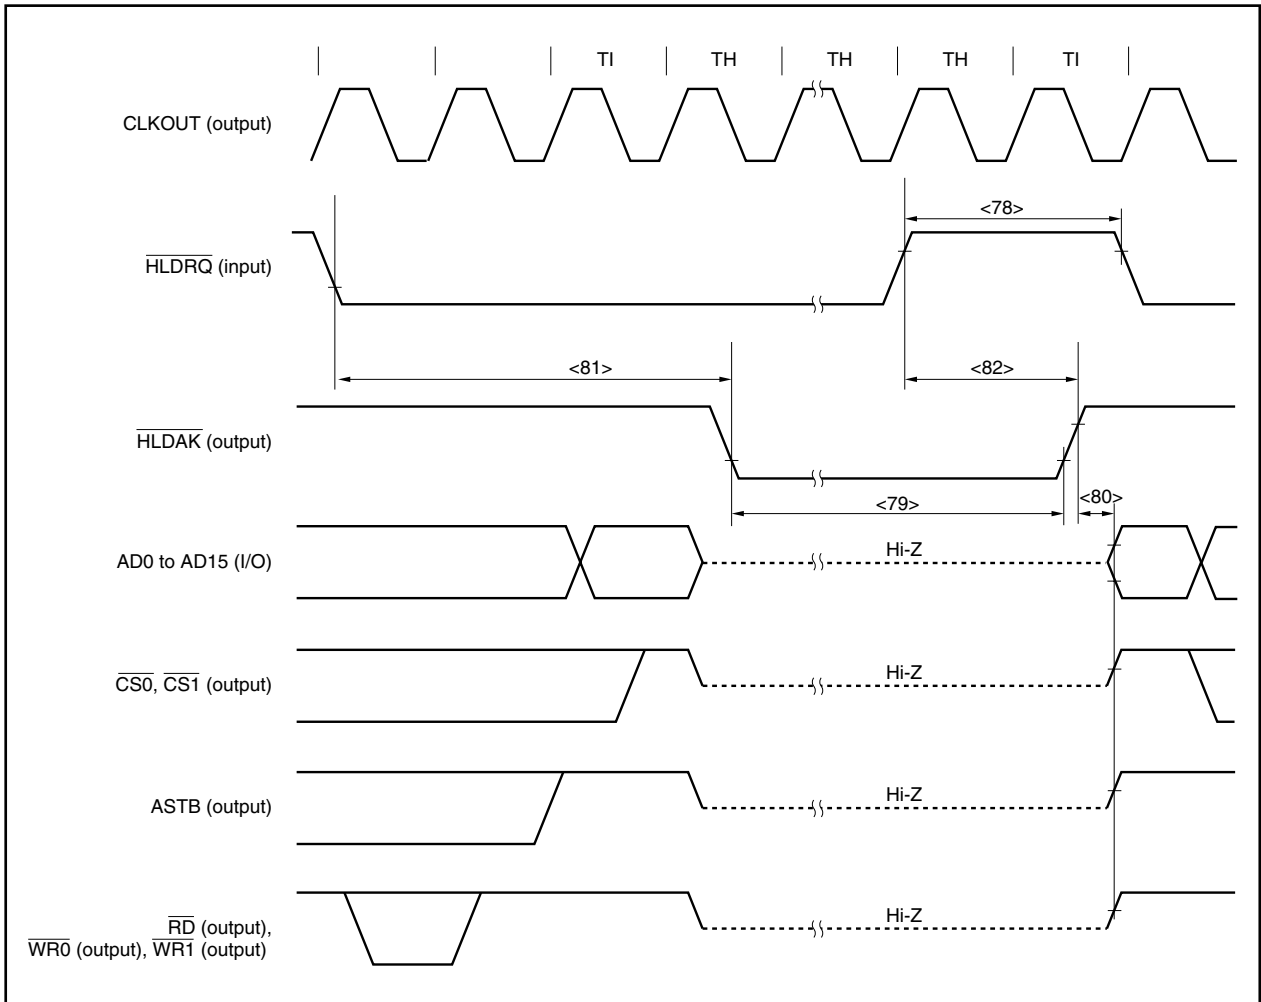 TI TH TH TH TI
CLKOUT (output)
<78>
HLDRQ (input)
<81> <82>
HLDAK (output)
<79> <80>
AD0 to AD15 (I/O) Hi-Z
CS0, CS1 (output) Hi-Z
ASTB (output) Hi-Z
RD (output), Hi-Z
WR0 (output), WR1 (output)